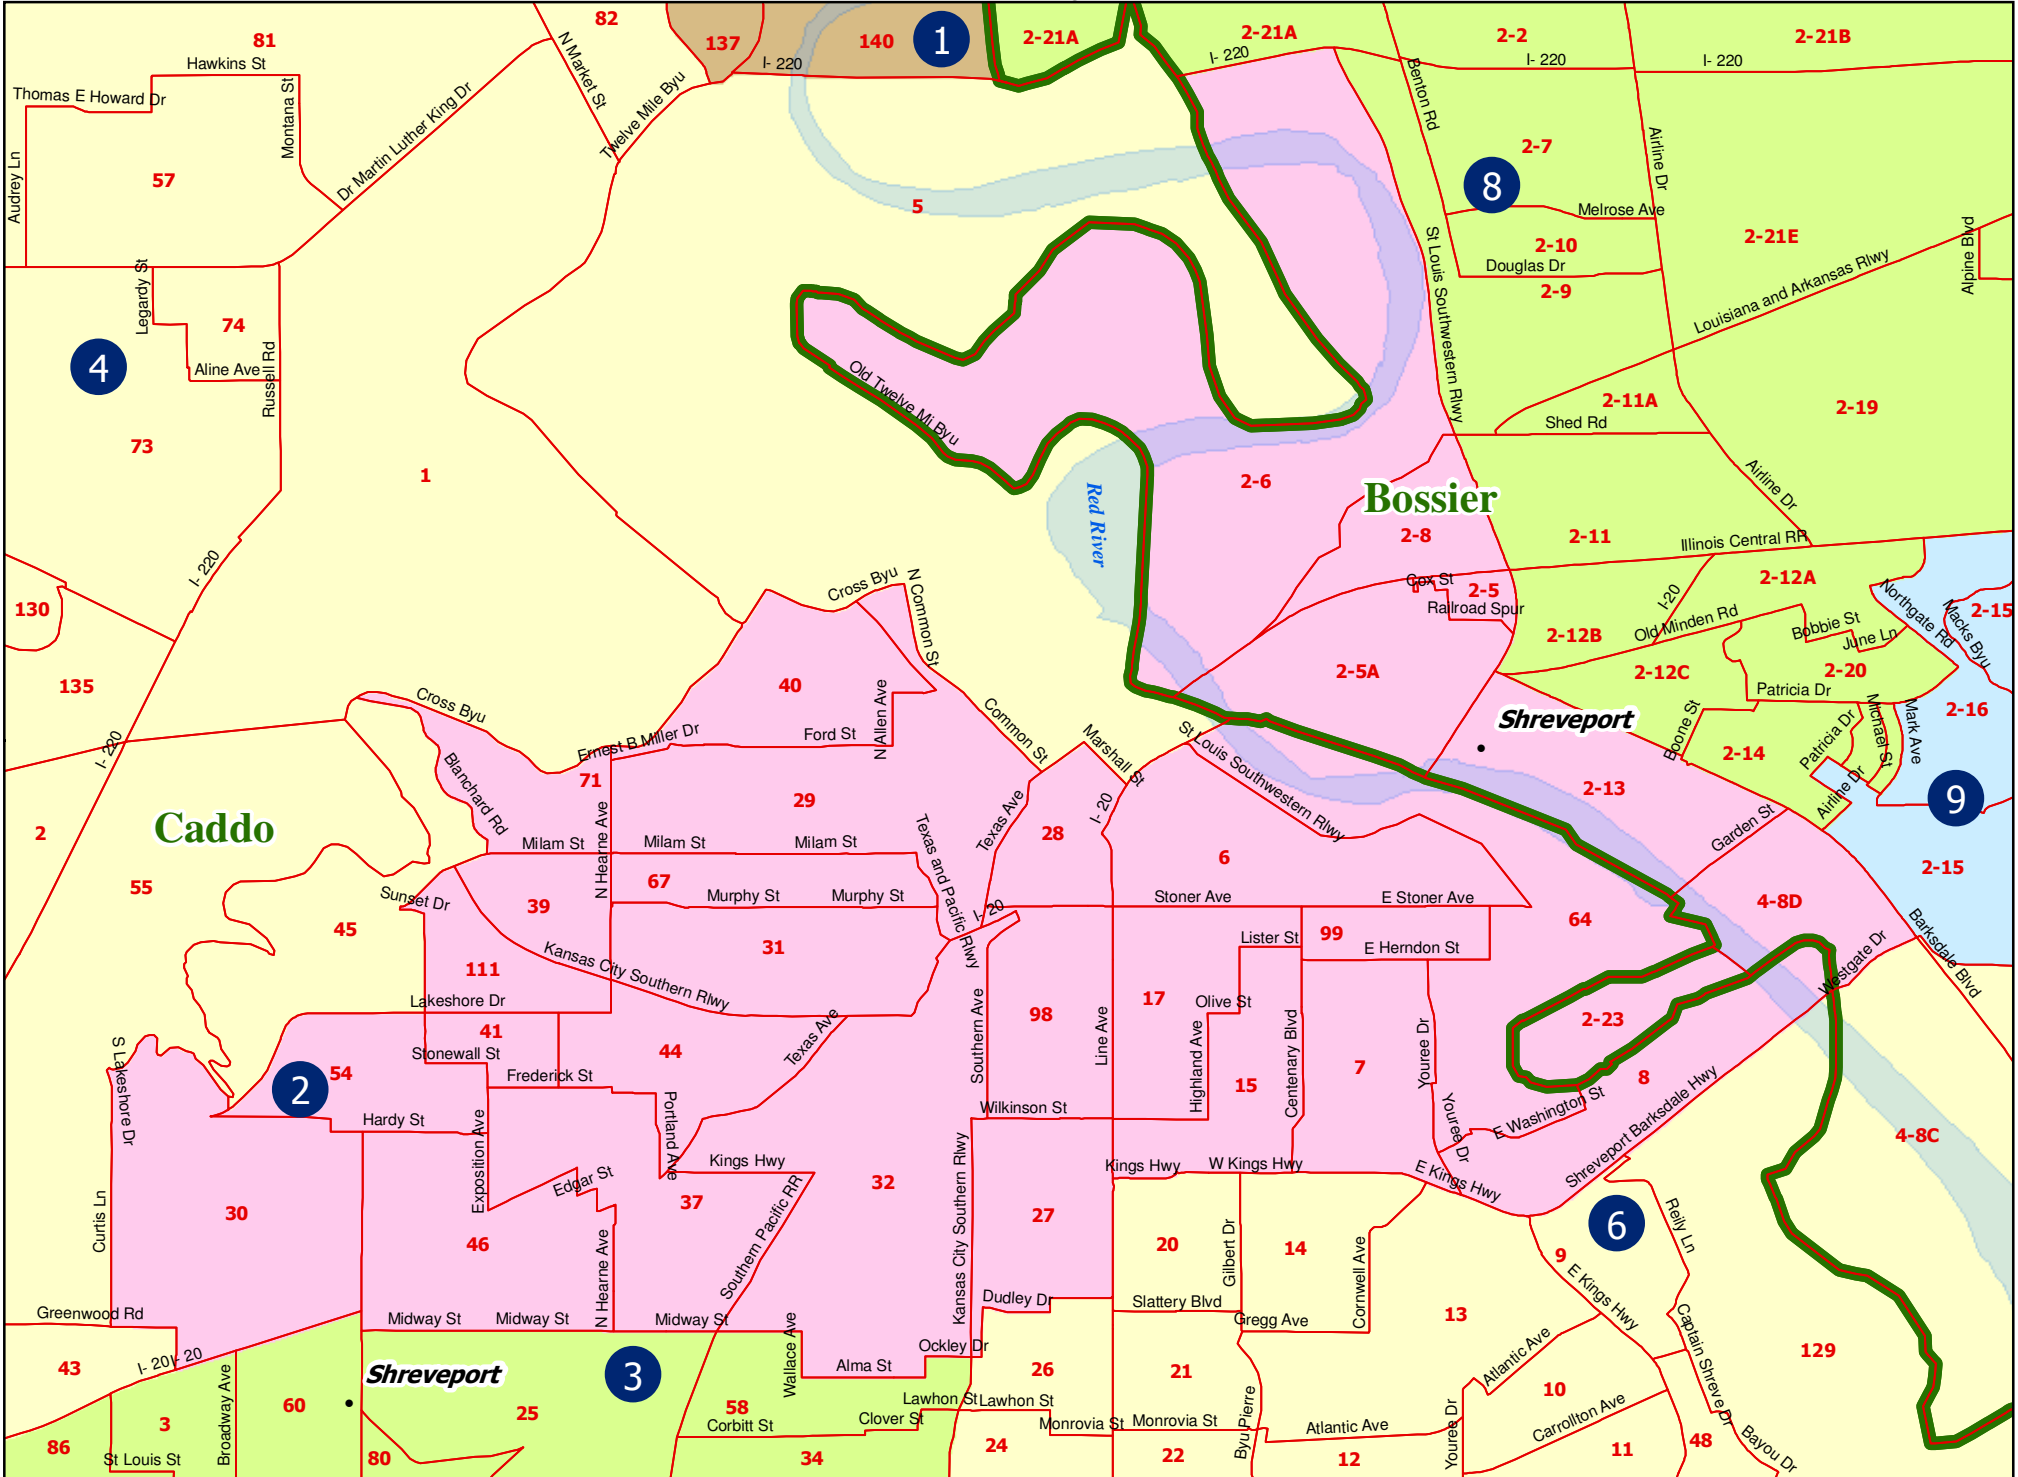 82
81
137
140
1
2-21A
2-21A
2-2
2-21B
Hawkins St
N Market St
I- 220
I- 220
I- 220
I- 220
Thomas E Howard Dr
Montana St
Dr Martin Luther King Dr
Twelve Mile Byu
Benton Rd
Airline Dr
2-7
57
Audrey Ln
5
8
Melrose Ave
2-10
2-21E
Alpine Blvd
Douglas Dr
2-9
Louisiana and Arkansas Rlwy
St Louis Southwestern Rlwy
Legardy St
74
4
Aline Ave
Russell Rd
Old Twelve Mi Byu
2-11A
2-19
Shed Rd
73
1
2-6
Bossier
Red River
Airline Dr
2-8
2-11
Illinois Central RR
I- 220
Cross Byu
N Common St
Cox St
2-5
Railroad Spur
2-12A
I-20
Northgate Rd
Macks Byu
2-15
130
2-12B
Old Minden Rd
Bobbie St
June Ln
135
40
2-5A
2-12C
2-20
Patricia Dr
Cross Byu
N Allen Ave
Common St
Marshall St
Shreveport
Boone St
Michael St
Mark Ave
2-16
I- 220
Ernest B Miller Dr
Ford St
St Louis Southwestern Rlwy
2-14
Patricia Dr
Blanchard Rd
71
29
Texas Ave
I- 20
2-13
Airline Dr
9
2
Caddo
N Hearne Ave
28
Garden St
Milam St
Milam St
Milam St
Texas and Pacific Rlwy
6
55
67
2-15
Sunset Dr
39
Murphy St
Murphy St
I- 20
Stoner Ave
E Stoner Ave
4-8D
45
64
99
Lister St
E Herndon St
Barksdale Blvd
Westgate Dr
31
Kansas City Southern Rlwy
111
Lakeshore Dr
98
17
Olive St
2-23
41
Stonewall St
44
Texas Ave
Southern Ave
Line Ave
Highland Ave
Centenary Blvd
Youree Dr
7
S Lakeshore Dr
2
54
Frederick St
15
8
Hardy St
Exposition Ave
Portland Ave
Wilkinson St
Youree Dr
E Washington St
Shreveport Barksdale Hwy
4-8C
Kings Hwy
Kings Hwy
W Kings Hwy
E Kings Hwy
Edgar St
32
Curtis Ln
30
37
Southern Pacific RR
Kansas City Southern Rlwy
27
6
Reily Ln
46
N Hearne Ave
20
Gilbert Dr
14
Cornwell Ave
9
E Kings Hwy
Dudley Dr
Slattery Blvd
Gregg Ave
13
Greenwood Rd
Midway St
Midway St
Midway St
Wallace Ave
Ockley Dr
Captain Shreve Dr
129
43
I- 20
I- 20
Shreveport
3
Alma St
26
21
Atlantic Ave
10
Broadway Ave
60
25
58
Lawhon St
Lawhon St
Carrollton Ave
3
Corbitt St
Clover St
Monrovia St
Monrovia St
Byu Pierre
Atlantic Ave
Youree Dr
86
St Louis St
80
34
24
22
12
11
48
Bayou Dr